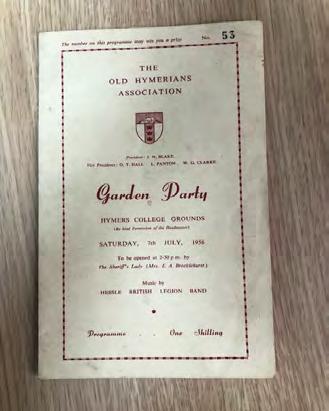 The number on this programme may win you a prize
No. 53
THE
OLD HYMERIANS
ASSOCIATION
President: J. N. BLAKE.
Vice Presidents: O. T. HALL L. PANTON W. G. CLARKE.
Garden Party
HYMERS COLLEGE GROUNDS
(By kind Permission of the Headmaster)
SATURDAY, 7th JULY, 1956
To be opened at 2-30 p.m. by
The Sheriff's Lady (Mrs. E. A. Brocklehurst)
Music by
HESSLE BRITISH LEGION BAND
Programme . . One Shilling